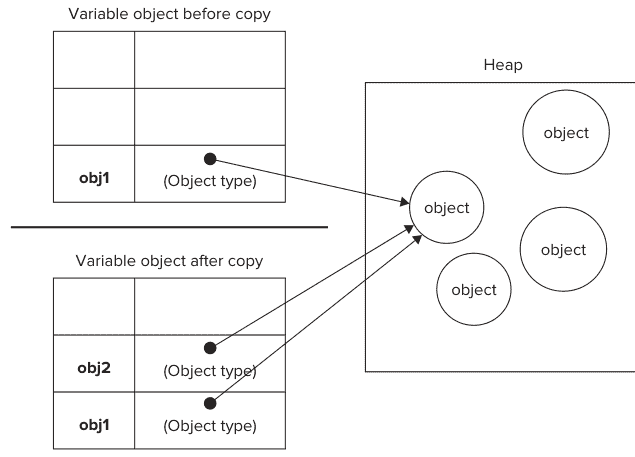 Variable object before copy
obj1
(Object type)
Heap
object
object
object
object
Variable object after copy
obj2
(Object type)
obj1
(Object type)